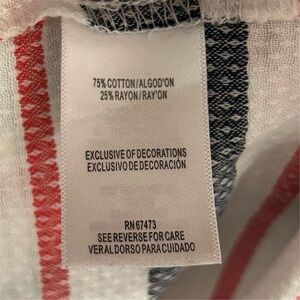 75% COTTON/ALGOD'ON
25% RAYON/RAY'ON
EXCLUSIVE OF DECORATIONS
EXCLUSIVO DE DECORACIÓN
RN 67473
SEE REVERSE FOR CARE
VER AL DORSO PARA CUIDADO